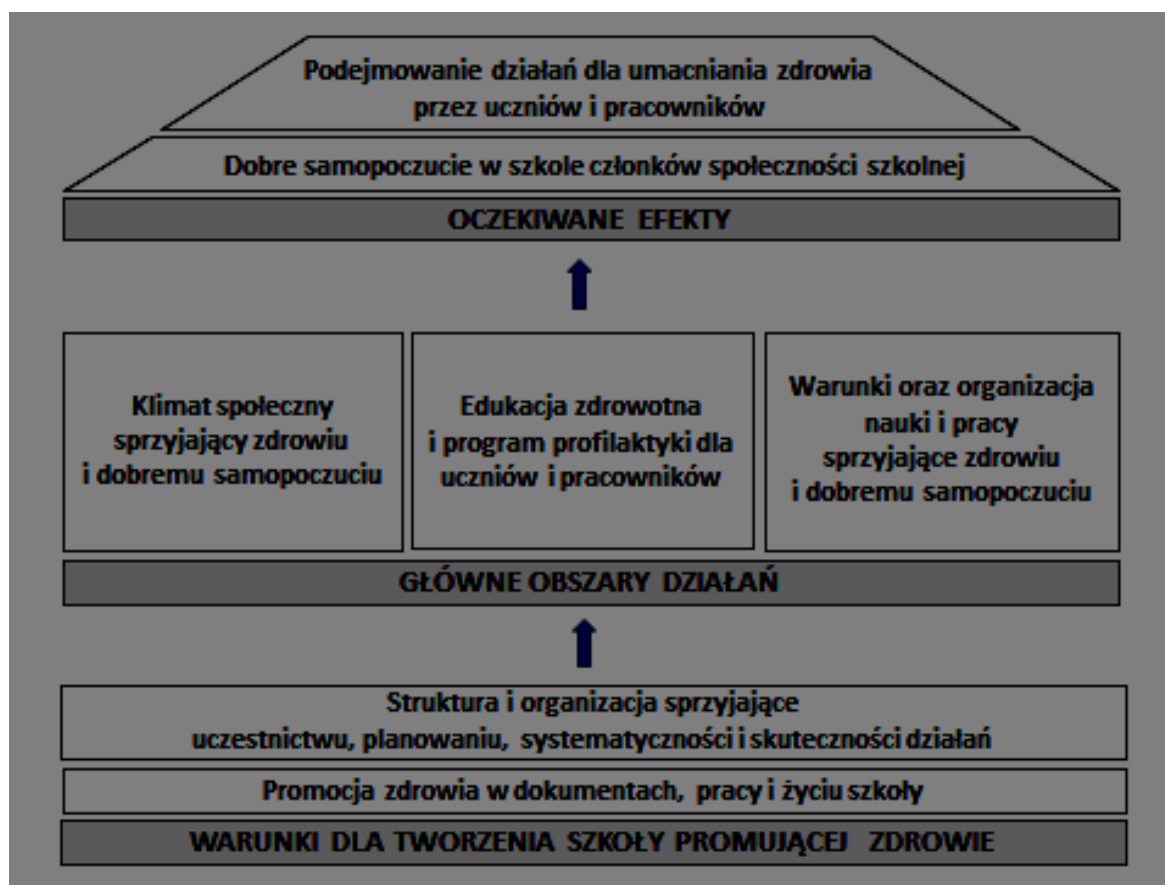 Podejmowanie działań dla umacniania zdrowia
przez uczniów i pracowników
Dobre samopoczucie w szkole członków społeczności szkolnej
OCZEKIWANE EFEKTY
Klimat społeczny
sprzyjający zdrowiu
i dobremu samopoczuciu
Edukacja zdrowotna
i program profilaktyki dla
uczniów i pracowników
Warunki oraz organizacja
nauki i pracy
sprzyjające zdrowiu
i dobremu samopoczuciu
GŁÓWNE OBSZARY DZIAŁAŃ
Struktura i organizacja sprzyjające
uczestnictwu, planowaniu, systematyczności i skuteczności działań
Promocja zdrowia w dokumentach, pracy i życiu szkoły
WARUNKI DLA TWORZENIA SZKOŁY PROMUJĄCEJ ZDROWIE